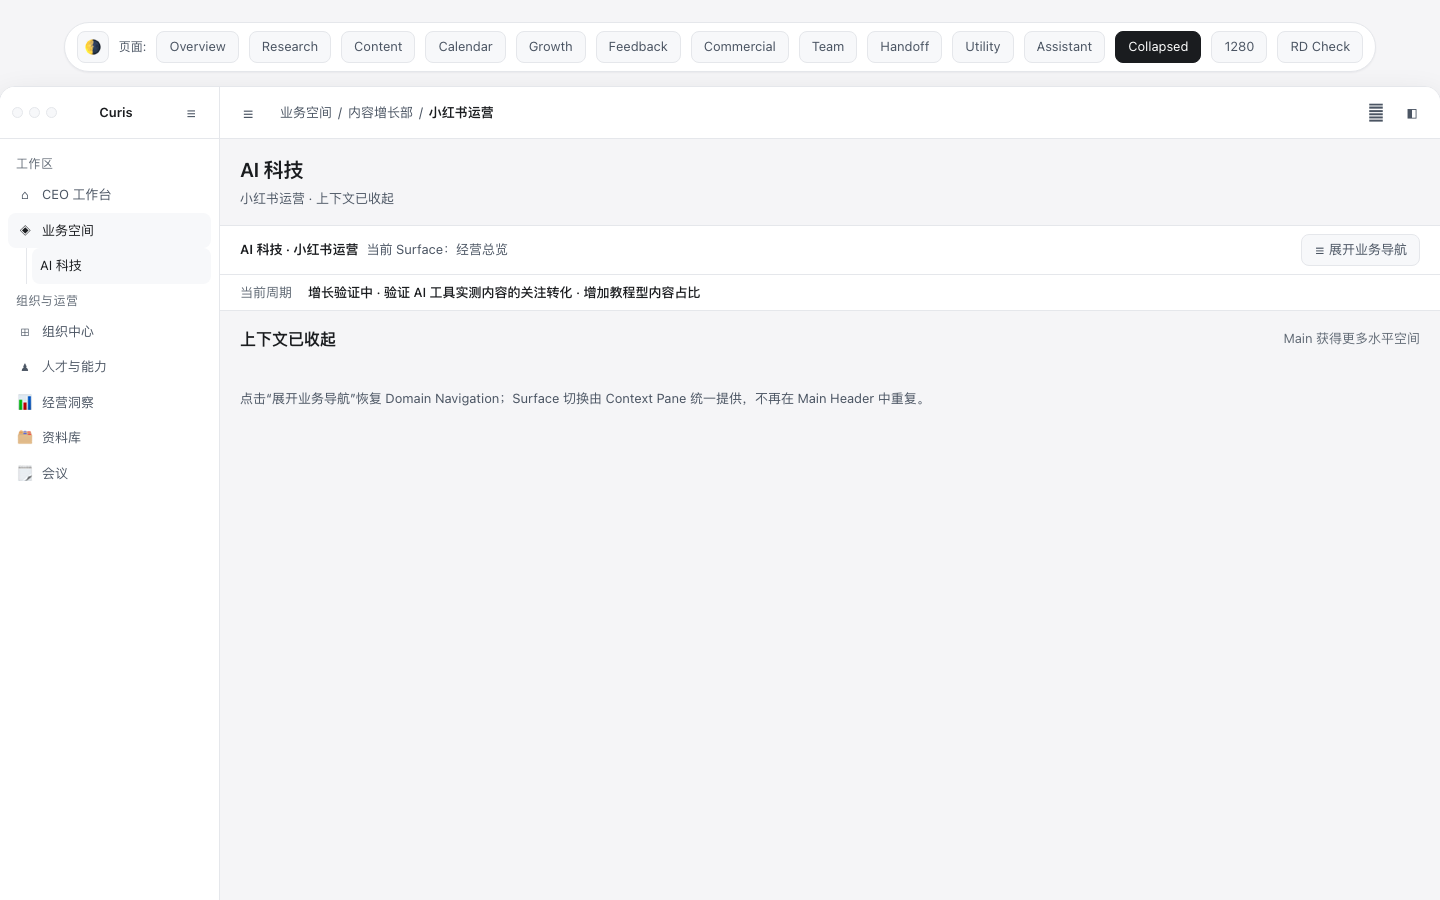 页面: Overview Research Content Calendar Growth Feedback Commercial Team Handoff Utility Assistant Collapsed 1280 RD Check
Curis
业务空间 / 内容增长部 / 小红书运营
工作区
CEO 工作台
业务空间
AI 科技
组织与运营
组织中心
人才与能力
经营洞察
资料库
会议
AI 科技
小红书运营 · 上下文已收起
AI 科技 · 小红书运营 当前 Surface：经营总览
≡ 展开业务导航
当前周期 增长验证中 · 验证 AI 工具实测内容的关注转化 · 增加教程型内容占比
上下文已收起
Main 获得更多水平空间
点击“展开业务导航”恢复 Domain Navigation；Surface 切换由 Context Pane 统一提供，不再在 Main Header 中重复。